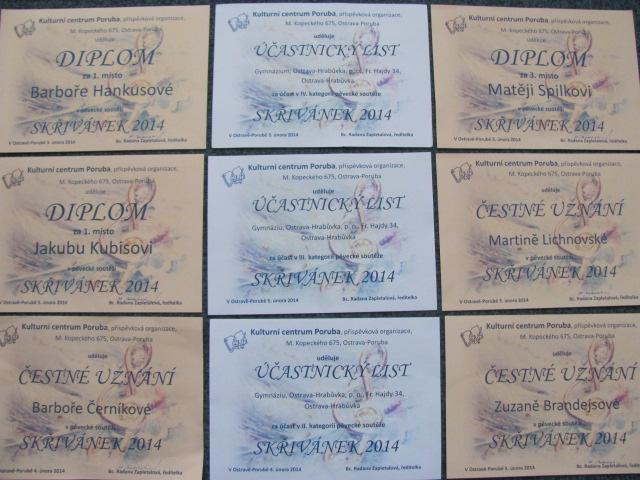 Kulturní centrum Poruba, příspěvková organizace,
M. Kopeckého 675, Ostrava-Poruba
uděluje
DIPLOM
za 1. místo
Barboře Hankusové
v pěvecké soutěži
SKŘIVÁNEK 2014
V Ostravě-Porubě 5. února 2014 Bc. Radana Zapletalová, ředitelka
Kulturní centrum Poruba, příspěvková organizace,
M. Kopeckého 675, Ostrava-Poruba
uděluje
ÚČASTNICKÝ LIST
Gymnázium, Ostrava-Hrabůvka, p. o., Fr. Hajdy 34,
Ostrava-Hrabůvka
za účast v IV. kategorii pěvecké soutěže
SKŘIVÁNEK 2014
V Ostravě-Porubě 5. února 2014 Bc. Radana Zapletalová, ředitelka
Kulturní centrum Poruba, příspěvková organizace,
M. Kopeckého 675, Ostrava-Poruba
uděluje
DIPLOM
za 3. místo
Matěji Spilkovi
v pěvecké soutěži
SKŘIVÁNEK 2014
V Ostravě-Porubě 5. února 2014 Bc. Radana Zapletalová, ředitelka
Kulturní centrum Poruba, příspěvková organizace,
M. Kopeckého 675, Ostrava-Poruba
uděluje
DIPLOM
za 1. místo
Jakubu Kubisovi
v pěvecké soutěži
SKŘIVÁNEK 2014
V Ostravě-Porubě 5. února 2014 Bc. Radana Zapletalová, ředitelka
Kulturní centrum Poruba, příspěvková organizace,
M. Kopeckého 675, Ostrava-Poruba
uděluje
ÚČASTNICKÝ LIST
Gymnáziu, Ostrava-Hrabůvka, p. o., Fr. Hajdy 34,
Ostrava-Hrabůvka
za účast v III. kategorii pěvecké soutěže
SKŘIVÁNEK 2014
V Ostravě-Porubě 5. února 2014 Bc. Radana Zapletalová, ředitelka
Kulturní centrum Poruba, příspěvková organizace,
M. Kopeckého 675, Ostrava-Poruba
uděluje
ČESTNÉ UZNÁNÍ
Martině Lichnovské
v pěvecké soutěži
SKŘIVÁNEK 2014
V Ostravě-Porubě 5. února 2014 Bc. Radana Zapletalová, ředitelka
Kulturní centrum Poruba, příspěvková organizace,
M. Kopeckého 675, Ostrava-Poruba
uděluje
ČESTNÉ UZNÁNÍ
Barboře Černíkové
v pěvecké soutěži
SKŘIVÁNEK 2014
V Ostravě-Porubě 4. února 2014 Bc. Radana Zapletalová, ředitelka
Kulturní centrum Poruba, příspěvková organizace,
M. Kopeckého 675, Ostrava-Poruba
uděluje
ÚČASTNICKÝ LIST
Gymnáziu, Ostrava-Hrabůvka, p. o., Fr. Hajdy 34,
Ostrava-Hrabůvka
za účast v II. kategorii pěvecké soutěže
SKŘIVÁNEK 2014
V Ostravě-Porubě 4. února 2014 Bc. Radana Zapletalová, ředitelka
Kulturní centrum Poruba, příspěvková organizace,
M. Kopeckého 675, Ostrava-Poruba
uděluje
ČESTNÉ UZNÁNÍ
Zuzaně Brandejsové
v pěvecké soutěži
SKŘIVÁNEK 2014
V Ostravě-Porubě 4. února 2014 Bc. Radana Zapletalová, ředitelka